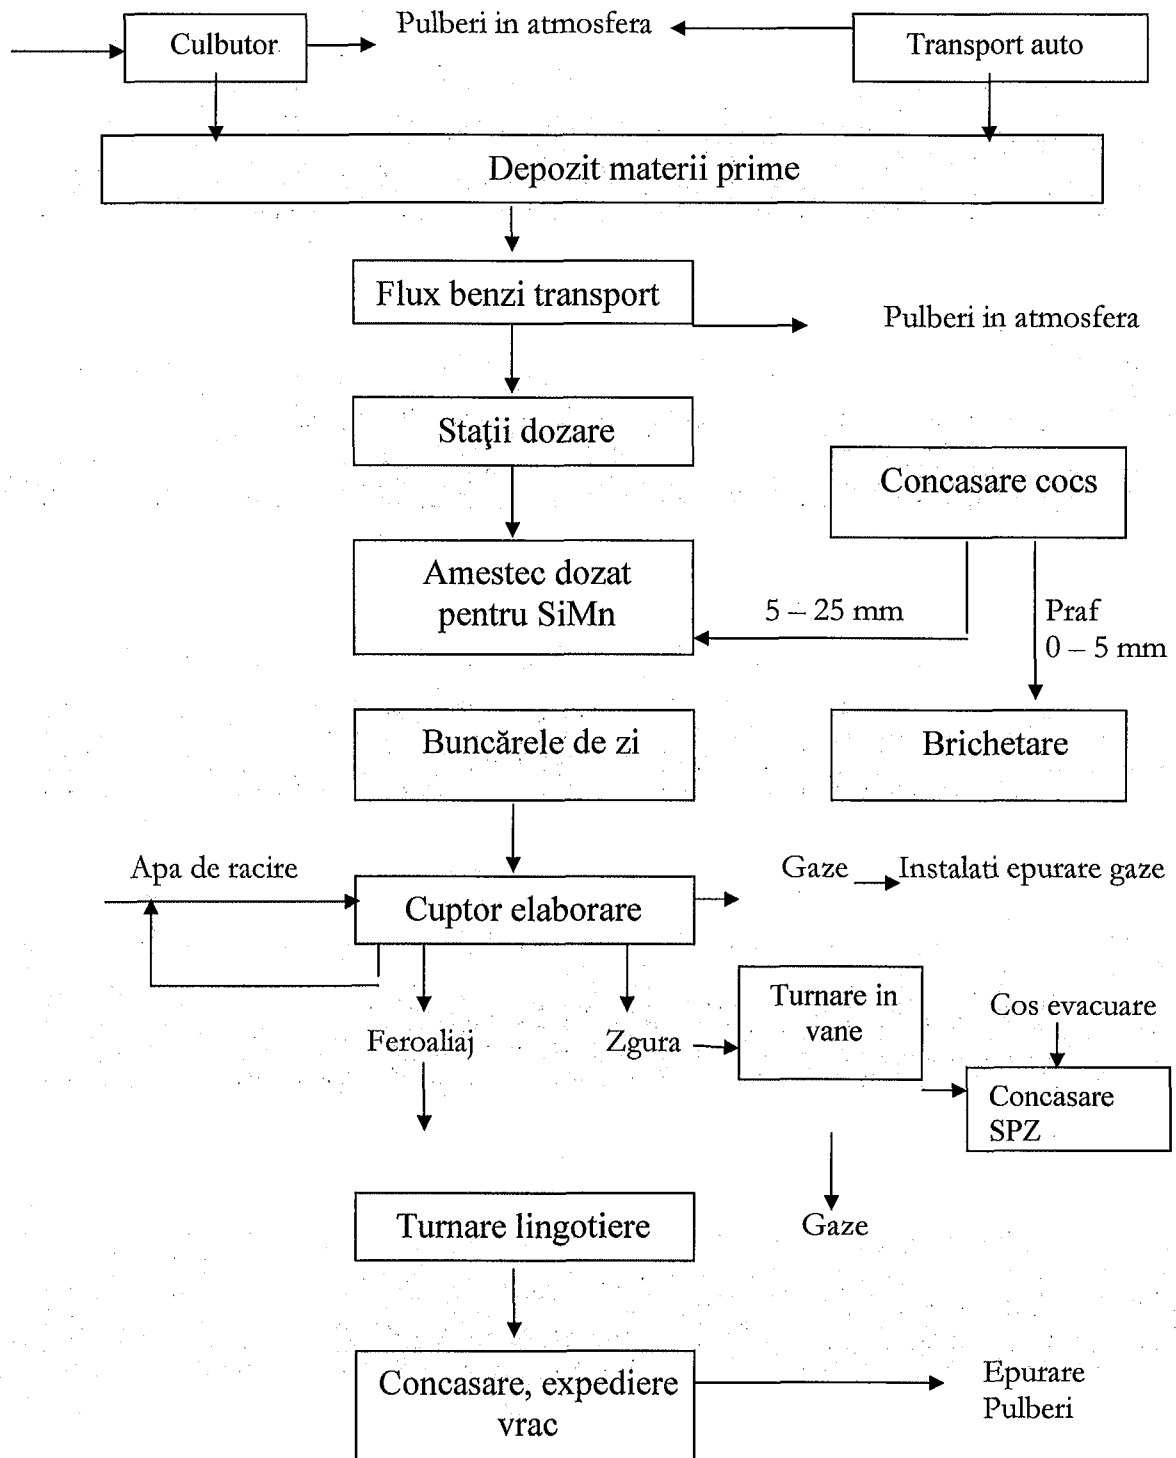 Culbutor
Pulberi in atmosfera
Transport auto
Depozit materii prime
Flux benzi transport
Pulberi in atmosfera
Staţii dozare
Concasare cocs
Amestec dozat
pentru SiMn
5 – 25 mm
Praf
0 – 5 mm
Buncărele de zi
Brichetare
Apa de racire
Cuptor elaborare
Gaze
Instalati epurare gaze
Turnare in
vane
Cos evacuare
Feroaliaj
Zgura
Concasare
SPZ
Turnare lingotiere
Gaze
Concasare, expediere
vrac
Epurare
Pulberi